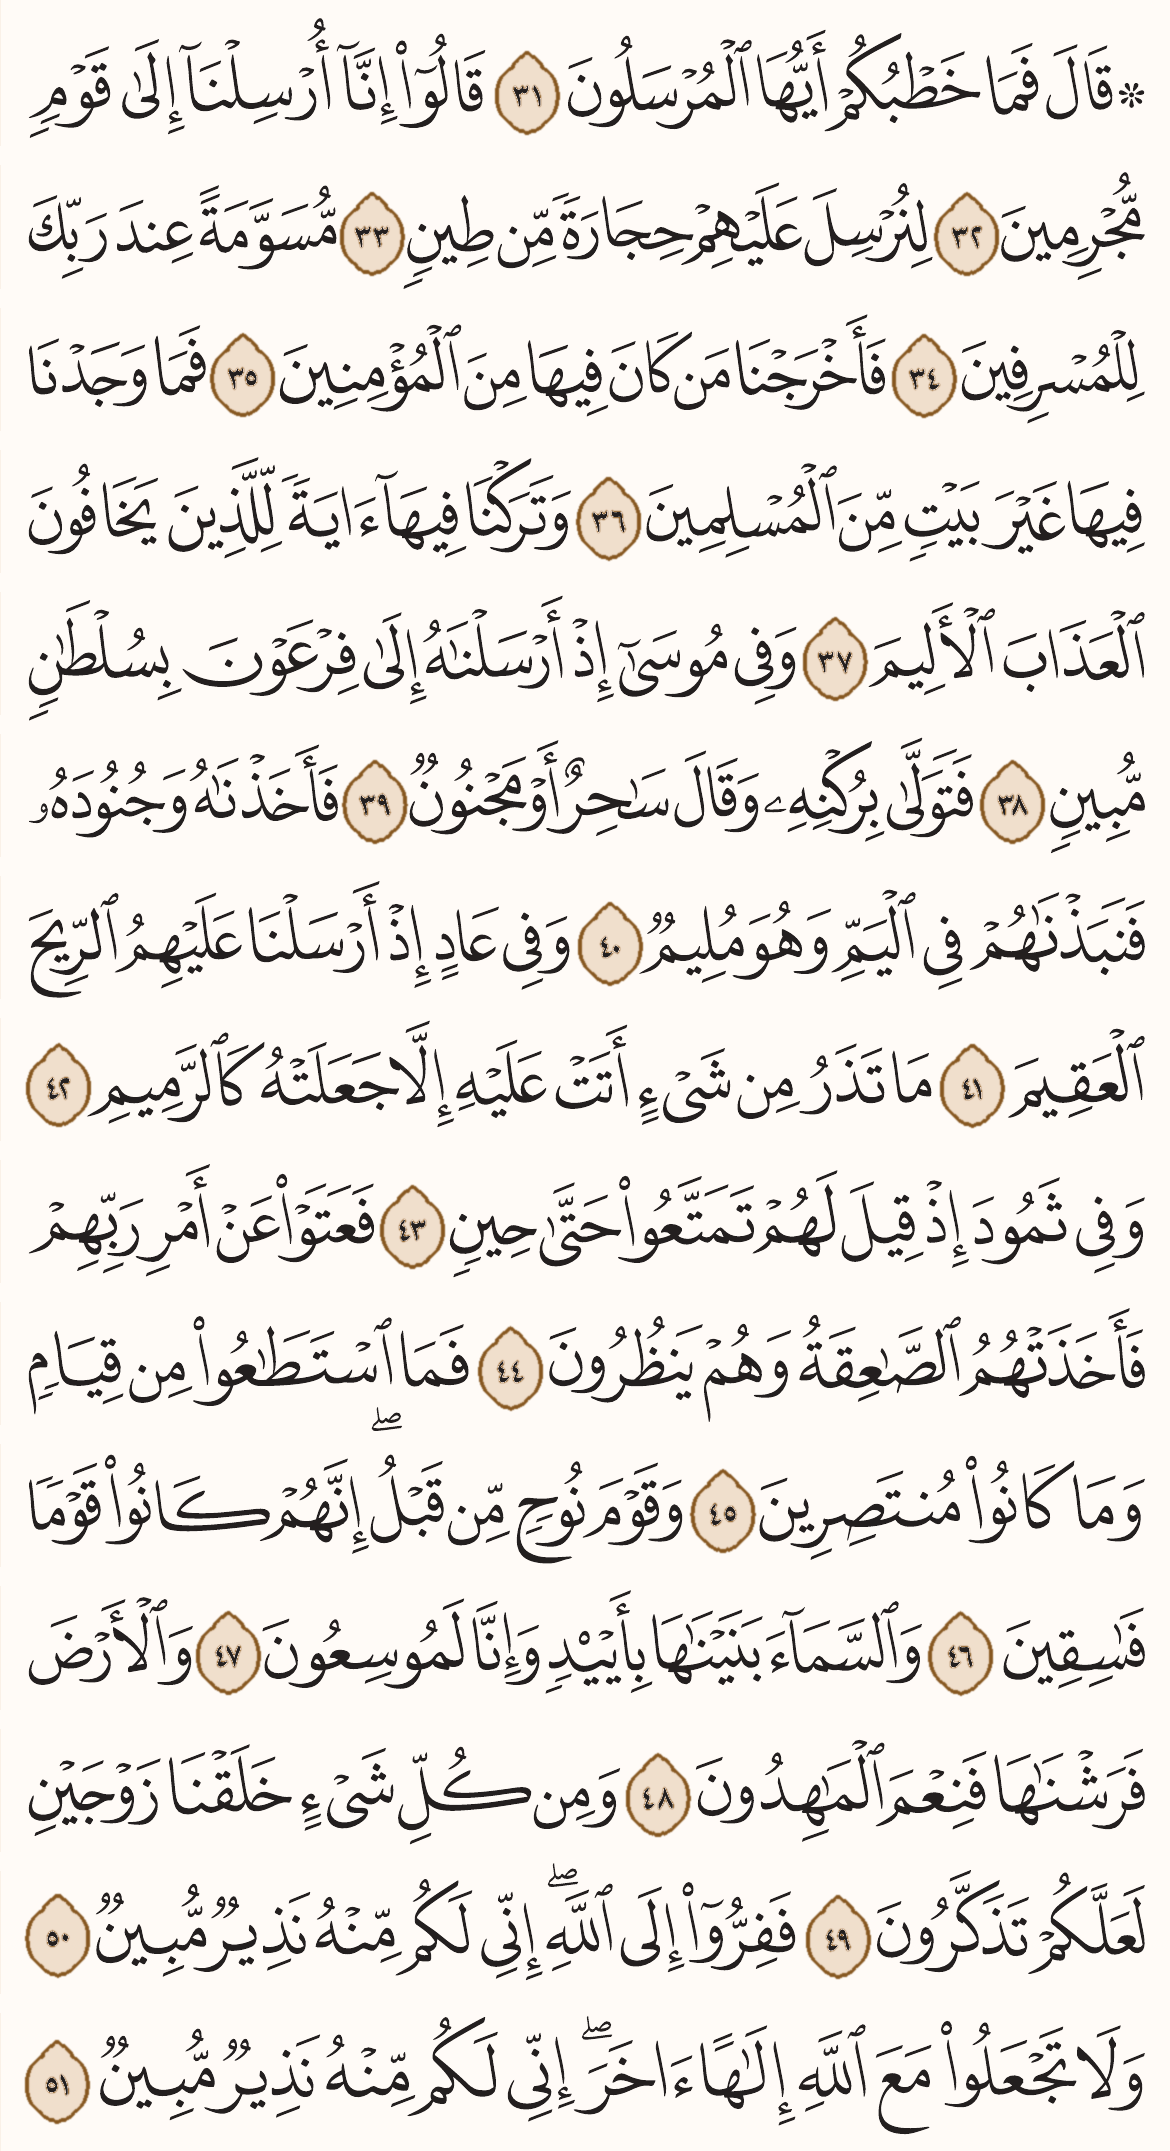 ۞ قَالَ فَمَا خَطْبُكُمْ أَيُّهَا ٱلْمُرْسَلُونَ ٣١ قَالُوٓا۟ إِنَّآ أُرْسِلْنَآ إِلَىٰ قَوْمٍ
مُّجْرِمِينَ ٣٢ لِنُرْسِلَ عَلَيْهِمْ حِجَارَةً مِّن طِينٍ ٣٣ مُّسَوَّمَةً عِندَ رَبِّكَ
لِلْمُسْرِفِينَ ٣٤ فَأَخْرَجْنَا مَن كَانَ فِيهَا مِنَ ٱلْمُؤْمِنِينَ ٣٥ فَمَا وَجَدْنَا
فِيهَا غَيْرَ بَيْتٍ مِّنَ ٱلْمُسْلِمِينَ ٣٦ وَتَرَكْنَا فِيهَآ ءَايَةً لِّلَّذِينَ يَخَافُونَ
ٱلْعَذَابَ ٱلْأَلِيمَ ٣٧ وَفِى مُوسَىٰٓ إِذْ أَرْسَلْنَـٰهُ إِلَىٰ فِرْعَوْنَ بِسُلْطَـٰنٍ
مُّبِينٍ ٣٨ فَتَوَلَّىٰ بِرُكْنِهِۦ وَقَالَ سَـٰحِرٌ أَوْ مَجْنُونٌ ٣٩ فَأَخَذْنَـٰهُ وَجُنُودَهُۥ
فَنَبَذْنَـٰهُمْ فِى ٱلْيَمِّ وَهُوَ مُلِيمٌ ٤٠ وَفِى عَادٍ إِذْ أَرْسَلْنَا عَلَيْهِمُ ٱلرِّيحَ
ٱلْعَقِيمَ ٤١ مَا تَذَرُ مِن شَىْءٍ أَتَتْ عَلَيْهِ إِلَّا جَعَلَتْهُ كَٱلرَّمِيمِ ٤٢
وَفِى ثَمُودَ إِذْ قِيلَ لَهُمْ تَمَتَّعُوا۟ حَتَّىٰ حِينٍ ٤٣ فَعَتَوْا۟ عَنْ أَمْرِ رَبِّهِمْ
فَأَخَذَتْهُمُ ٱلصَّـٰعِقَةُ وَهُمْ يَنظُرُونَ ٤٤ فَمَا ٱسْتَطَـٰعُوا۟ مِن قِيَامٍ
وَمَا كَانُوا۟ مُنتَصِرِينَ ٤٥ وَقَوْمَ نُوحٍ مِّن قَبْلُ ۖ إِنَّهُمْ كَانُوا۟ قَوْمًا
فَـٰسِقِينَ ٤٦ وَٱلسَّمَآءَ بَنَيْنَـٰهَا بِأَيْي۟دٍ وَإِنَّا لَمُوسِعُونَ ٤٧ وَٱلْأَرْضَ
فَرَشْنَـٰهَا فَنِعْمَ ٱلْمَـٰهِدُونَ ٤٨ وَمِن كُلِّ شَىْءٍ خَلَقْنَا زَوْجَيْنِ
لَعَلَّكُمْ تَذَكَّرُونَ ٤٩ فَفِرُّوٓا۟ إِلَى ٱللَّهِ ۖ إِنِّى لَكُم مِّنْهُ نَذِيرٌ مُّبِينٌ ٥٠
وَلَا تَجْعَلُوا۟ مَعَ ٱللَّهِ إِلَـٰهًا ءَاخَرَ ۖ إِنِّى لَكُم مِّنْهُ نَذِيرٌ مُّبِينٌ ٥١